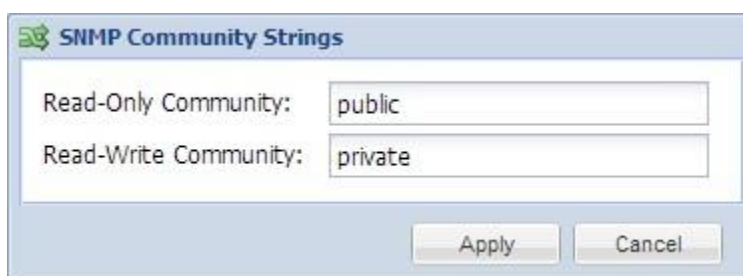 SNMP Community Strings
Read-Only Community: public
Read-Write Community: private
Apply Cancel